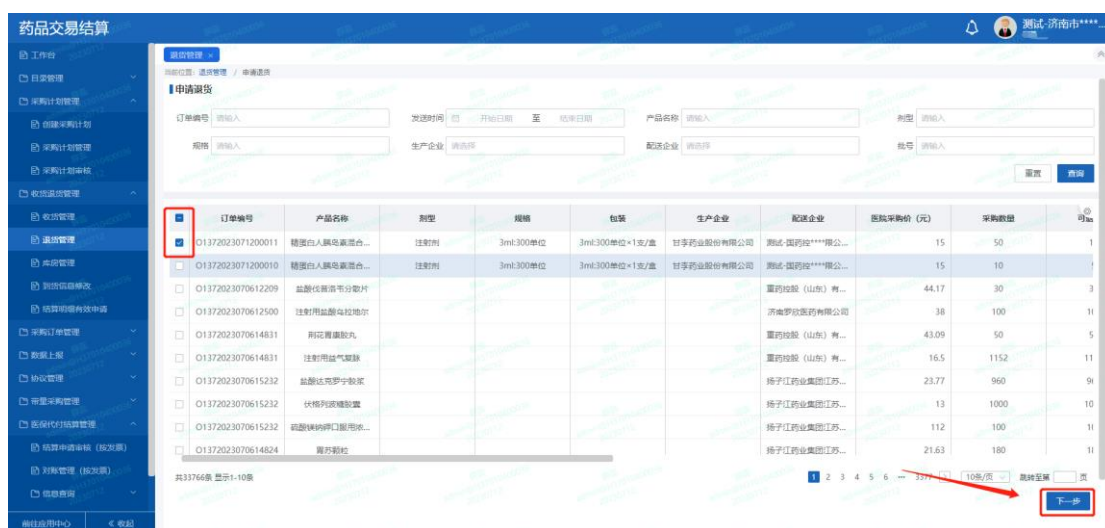 药品交易结算
测试-济南市****...
工作台
目录管理
采购计划管理
创建采购计划
采购计划管理
采购计划审核
收货退货管理
收货管理
退货管理
库房管理
到货信息修改
结算明细有效申请
采购订单管理
数据上报
协议管理
带量采购管理
医保代付结算管理
结算申请审核（按发票）
对账管理（按发票）
信息查询
前往应用中心 收起
退货管理 ×
当前位置: 退货管理 / 申请退货
申请退货
订单编号 请输入 发送时间 开始日期 至 结束日期 产品名称 请输入 剂型 请输入
规格 请输入 生产企业 请选择 配送企业 请选择 批号 请输入
重置 查询
订单编号 产品名称 剂型 规格 包装 生产企业 配送企业 医院采购价（元） 采购数量
O1372023071200011 精蛋白人胰岛素混合... 注射剂 3ml:300单位 3ml:300单位×1支/盒 甘李药业股份有限公司 测试-国药控****限公... 15 50
O1372023071200010 精蛋白人胰岛素混合... 注射剂 3ml:300单位 3ml:300单位×1支/盒 甘李药业股份有限公司 测试-国药控****限公... 15 10
O1372023070612209 盐酸伐昔洛韦分散片 重药控股（山东）有... 44.17 30
O1372023070612500 注射用盐酸乌拉地尔 济南罗欣医药有限公司 38 100
O1372023070614831 荆花胃康胶丸 重药控股（山东）有... 43.09 50
O1372023070614831 注射用益气复脉 重药控股（山东）有... 16.5 1152
O1372023070615232 盐酸达克罗宁胶浆 扬子江药业集团江苏... 23.77 960
O1372023070615232 伏格列波糖胶囊 扬子江药业集团江苏... 13 1000
O1372023070615232 硫酸镁钠钾口服用浓... 扬子江药业集团江苏... 112 100
O1372023070614824 胃苏颗粒 扬子江药业集团江苏... 21.63 180
共33766条 显示1-10条 1 2 3 4 5 6 ... 3377 10条/页 跳转至第 页
下一步